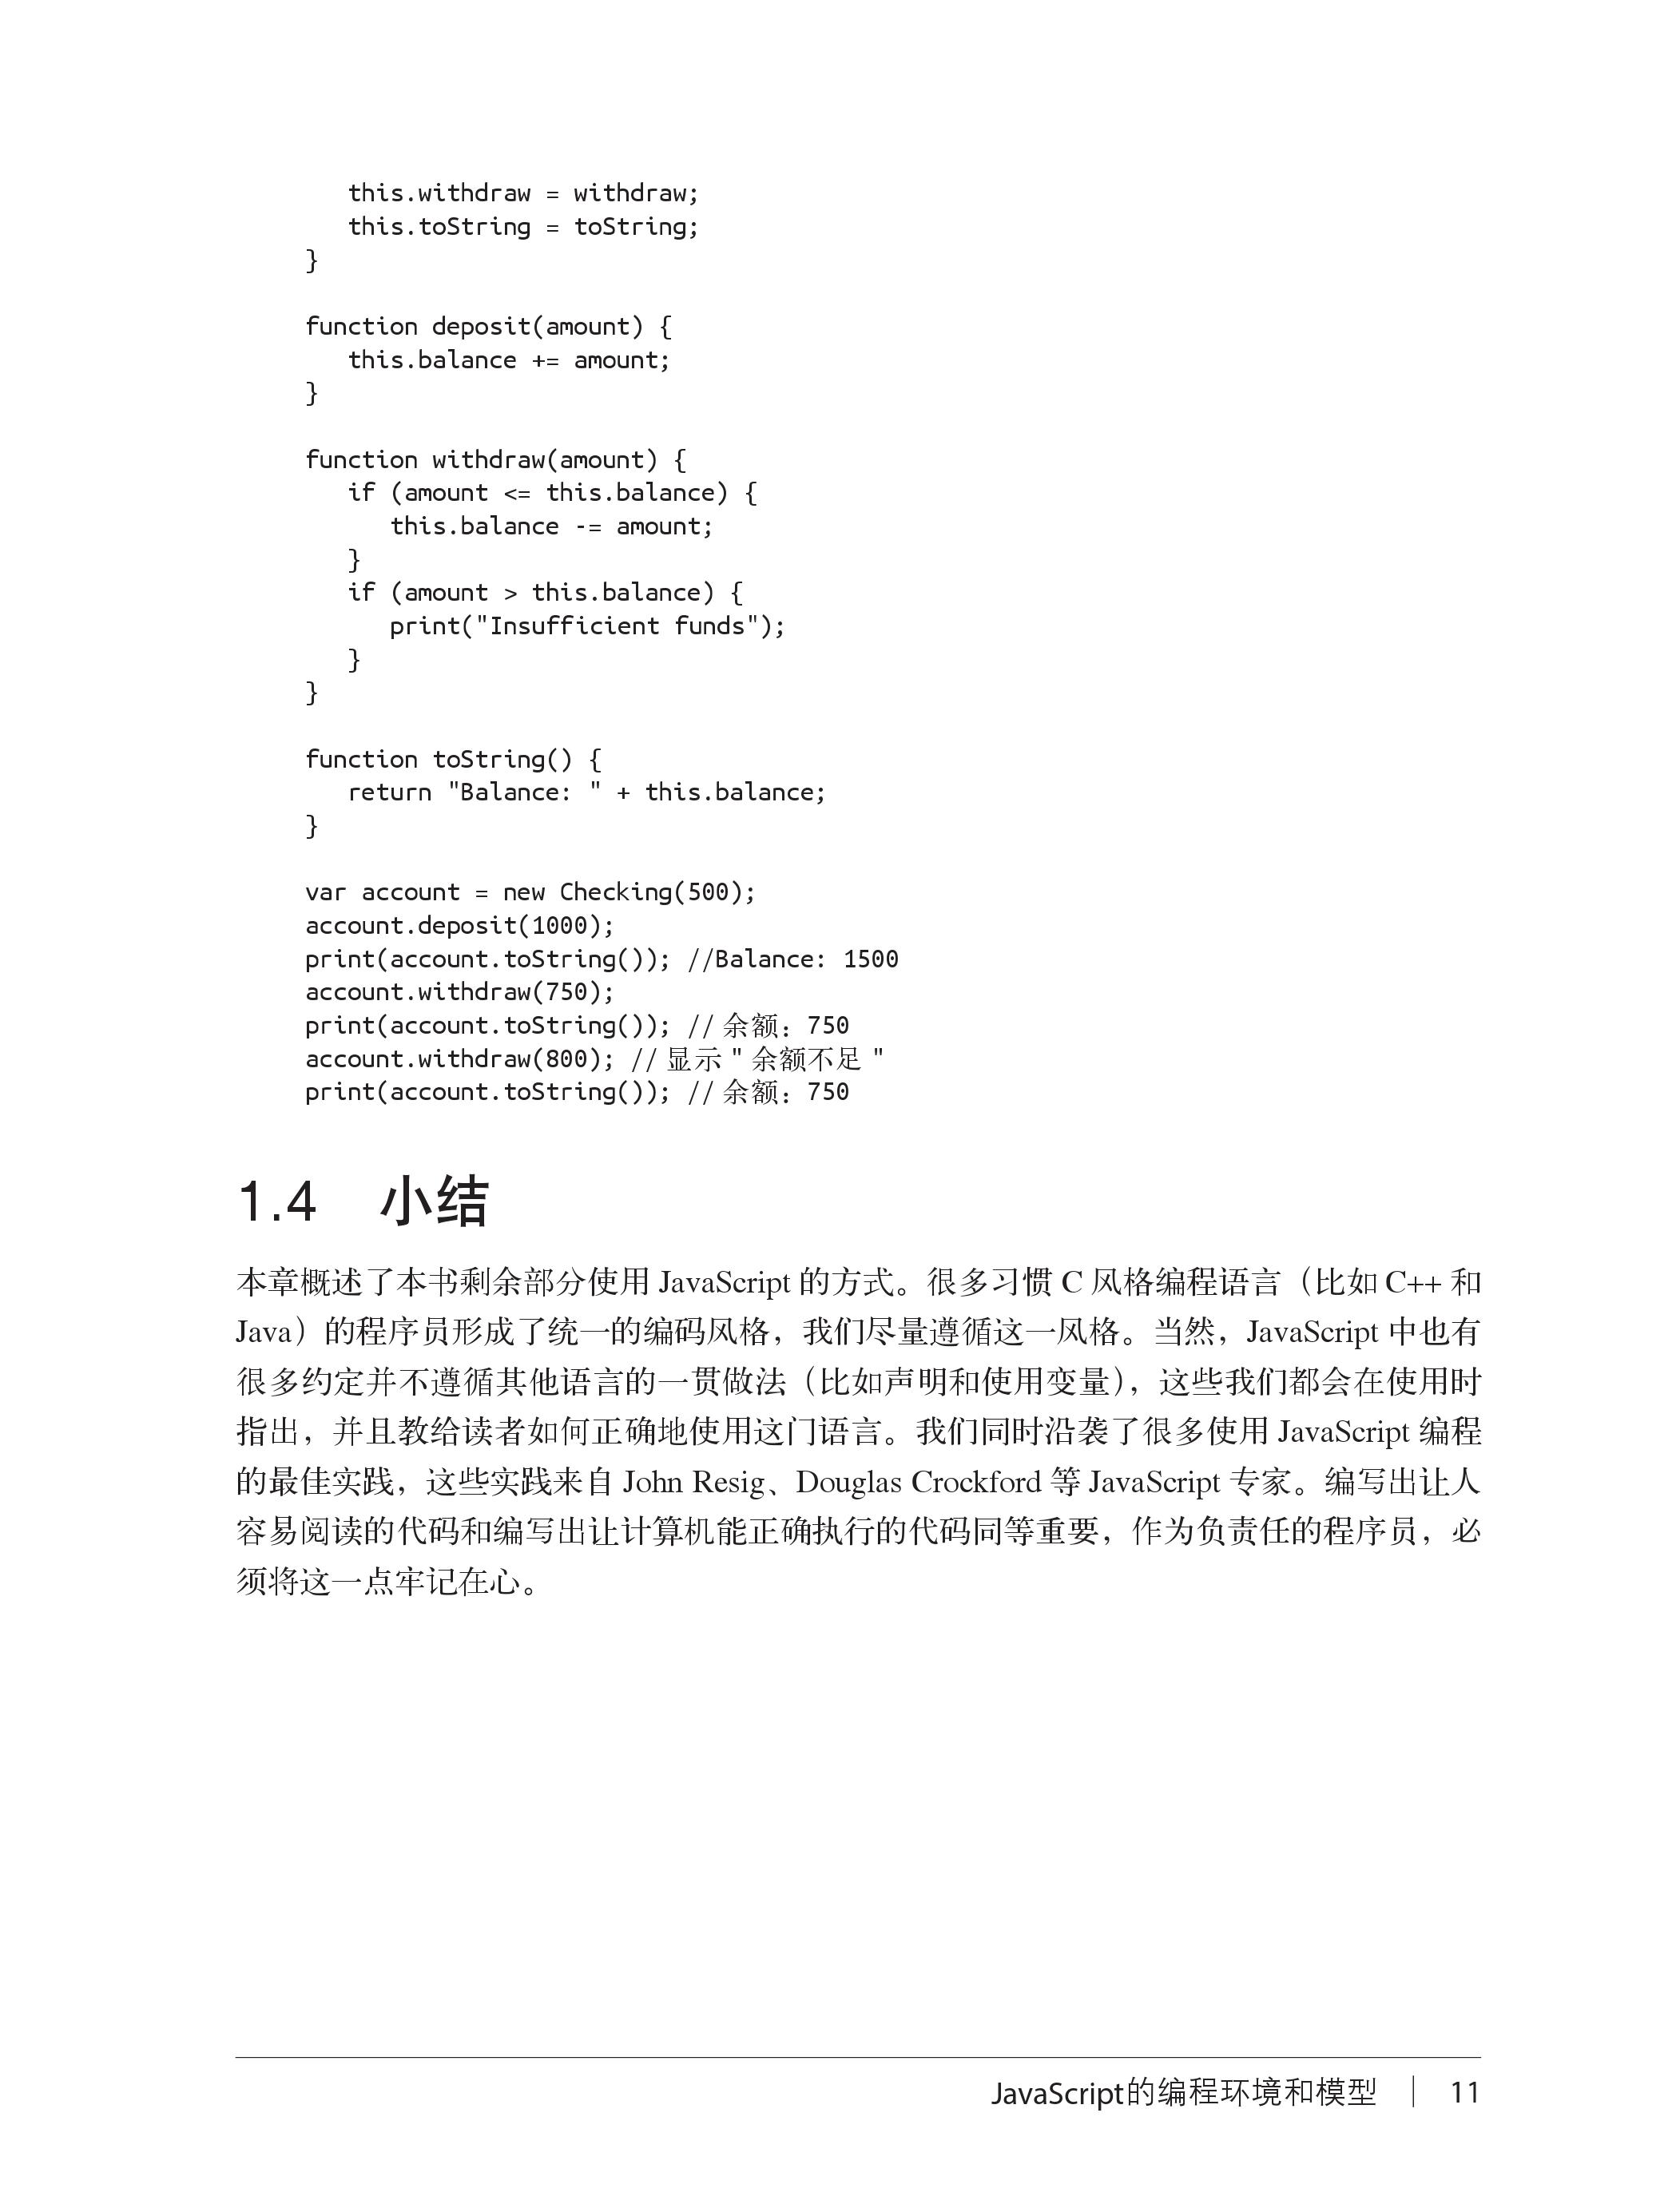 this.withdraw = withdraw;
this.toString = toString;
}
function deposit(amount) {
this.balance += amount;
}
function withdraw(amount) {
if (amount <= this.balance) {
this.balance -= amount;
}
if (amount > this.balance) {
print("Insufficient funds");
}
}
function toString() {
return "Balance: " + this.balance;
}
var account = new Checking(500);
account.deposit(1000);
print(account.toString()); //Balance: 1500
account.withdraw(750);
print(account.toString()); // 余额：750
account.withdraw(800); // 显示 " 余额不足 "
print(account.toString()); // 余额：750
1.4 小结
本章概述了本书剩余部分使用 JavaScript 的方式。很多习惯 C 风格编程语言（比如 C++ 和
Java）的程序员形成了统一的编码风格，我们尽量遵循这一风格。当然，JavaScript 中也有
很多约定并不遵循其他语言的一贯做法（比如声明和使用变量），这些我们都会在使用时
指出，并且教给读者如何正确地使用这门语言。我们同时沿袭了很多使用 JavaScript 编程
的最佳实践，这些实践来自 John Resig、Douglas Crockford 等 JavaScript 专家。编写出让人
容易阅读的代码和编写出让计算机能正确执行的代码同等重要，作为负责任的程序员，必
须将这一点牢记在心。
JavaScript的编程环境和模型 | 11